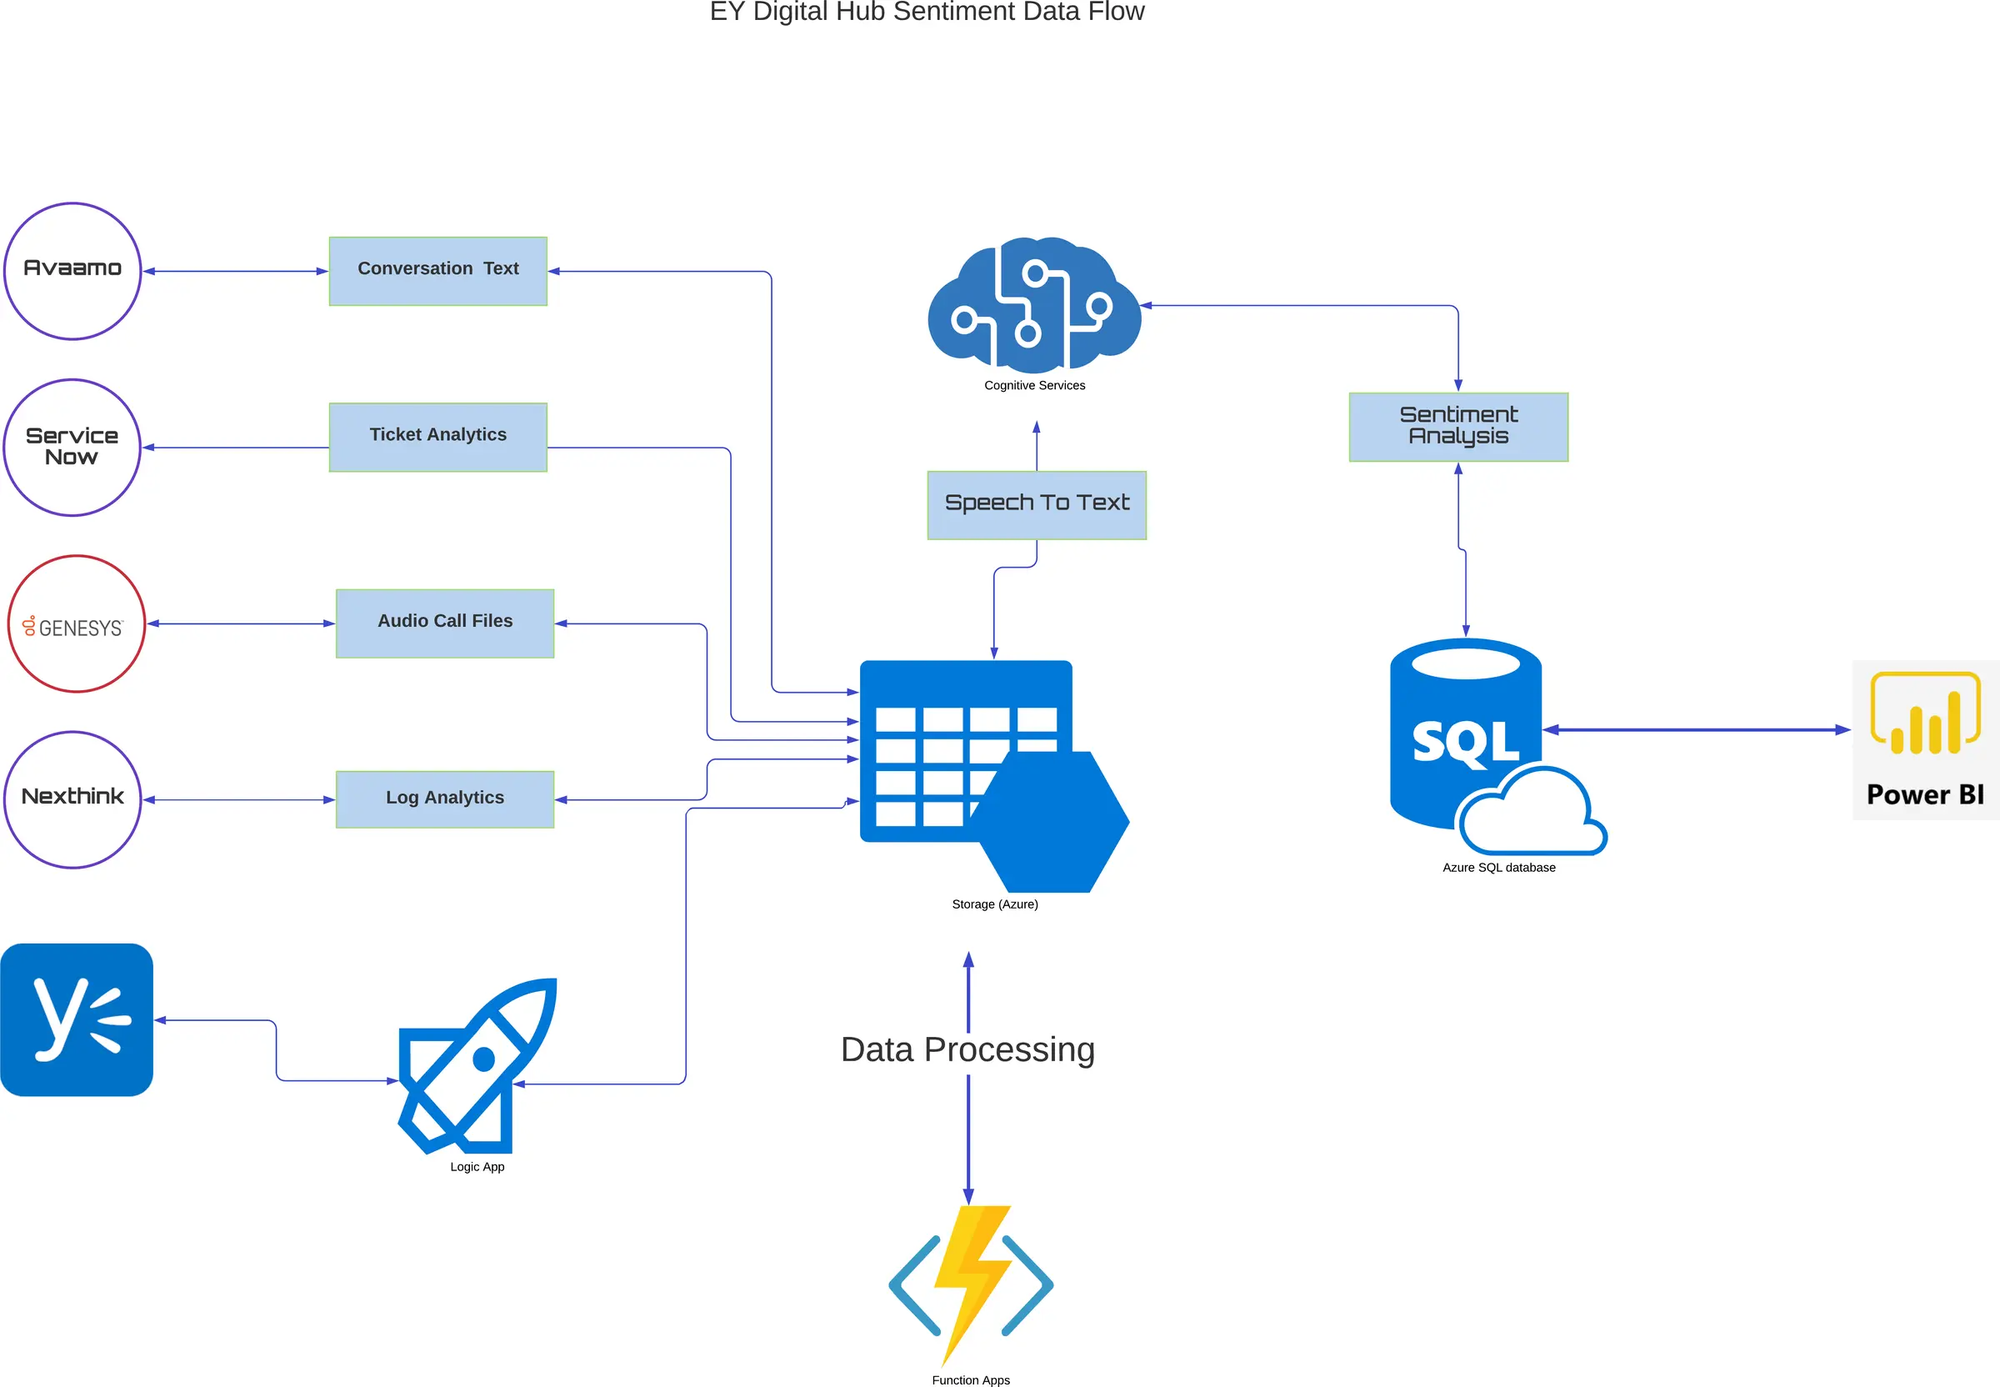 EY Digital Hub Sentiment Data Flow
Avaamo
Conversation Text
Cognitive Services
Service
Now
Ticket Analytics
Sentiment
Analysis
Speech To Text
GENESYS
Audio Call Files
Nexthink
Log Analytics
SQL
Power BI
Azure SQL database
Storage (Azure)
y
Data Processing
Logic App
Function Apps